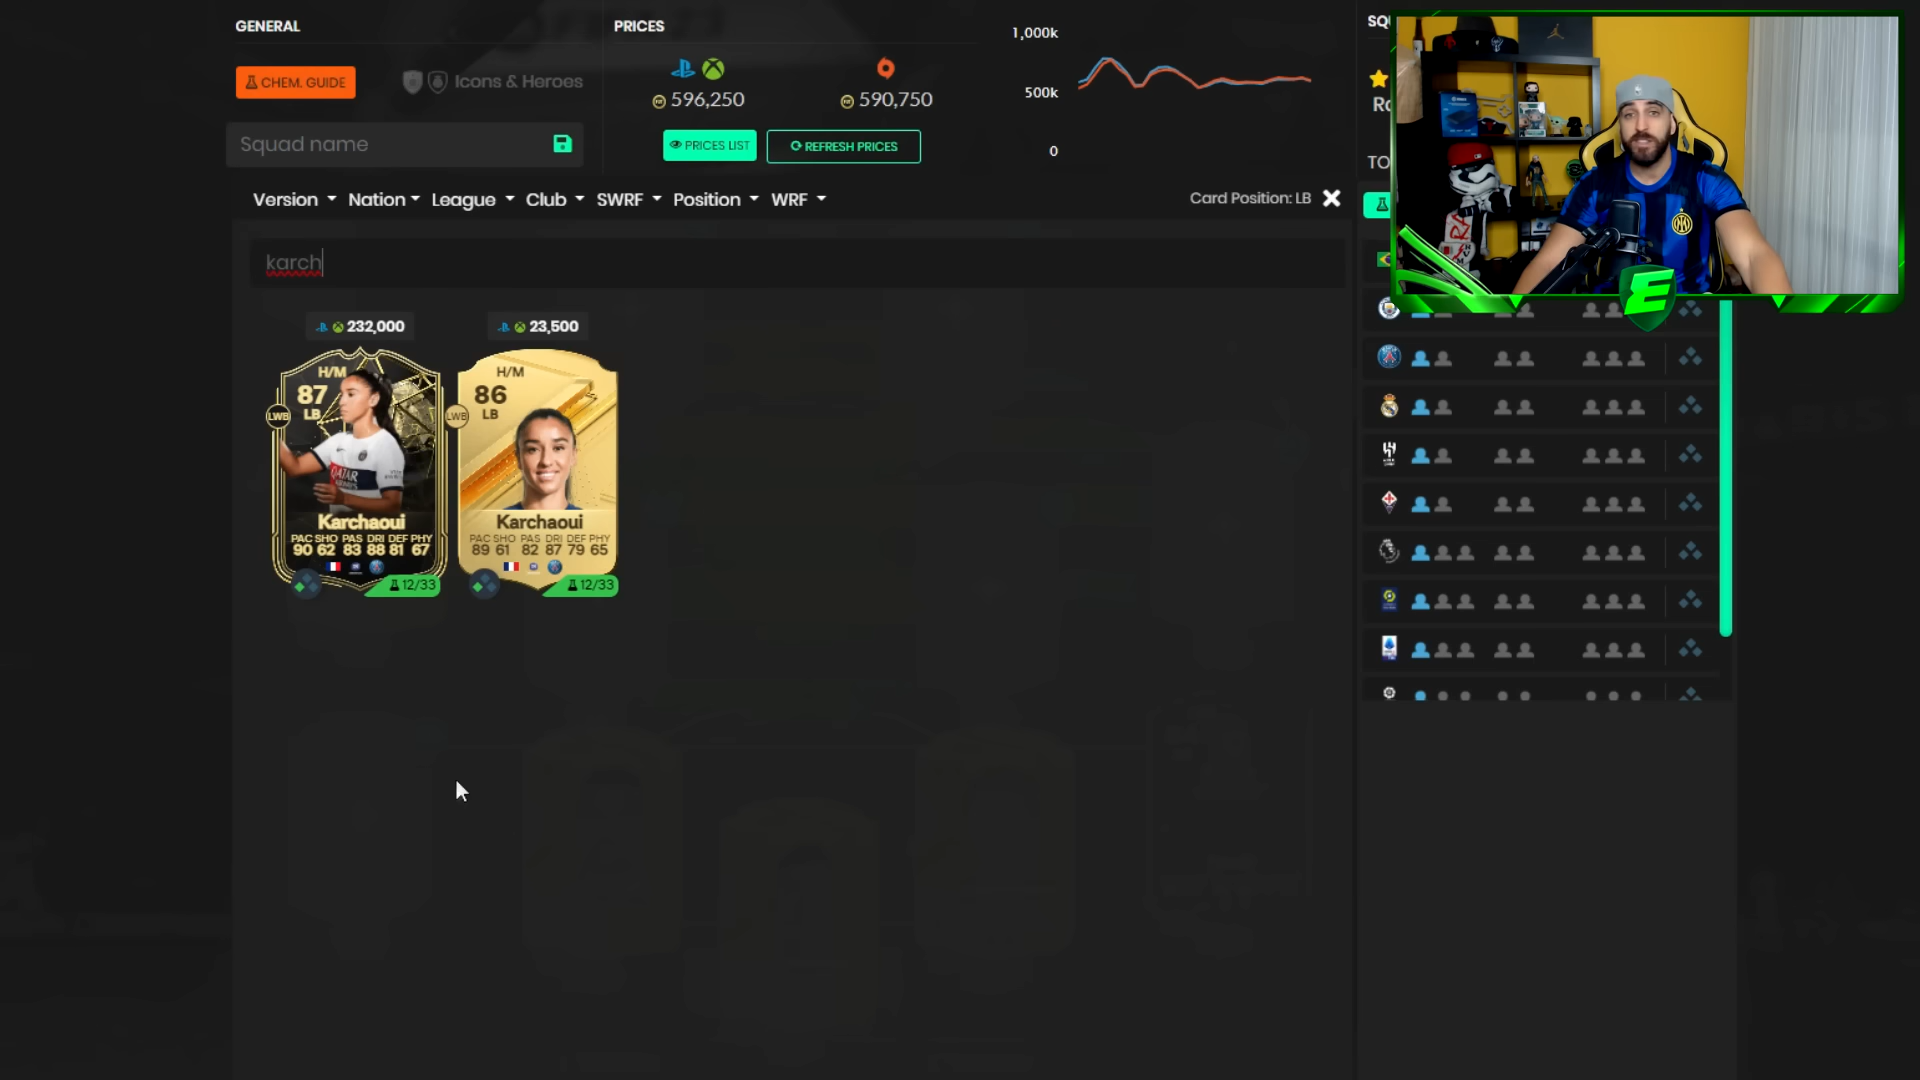 GENERAL
PRICES
1,000k
500k
0
SQ
CHEM. GUIDE
Icons & Heroes
596,250
590,750
Squad name
PRICES LIST
REFRESH PRICES
TO
Version
Nation
League
Club
SWRF
Position
WRF
Card Position: LB
karch
232,000
23,500
H/M
87
LB
LWB
Karchaoui
PAC SHO PAS DRI DEF PHY
90 62 83 88 81 67
12/33
H/M
86
LB
LWB
Karchaoui
PAC SHO PAS DRI DEF PHY
89 61 82 87 79 65
12/33
QATAR
E